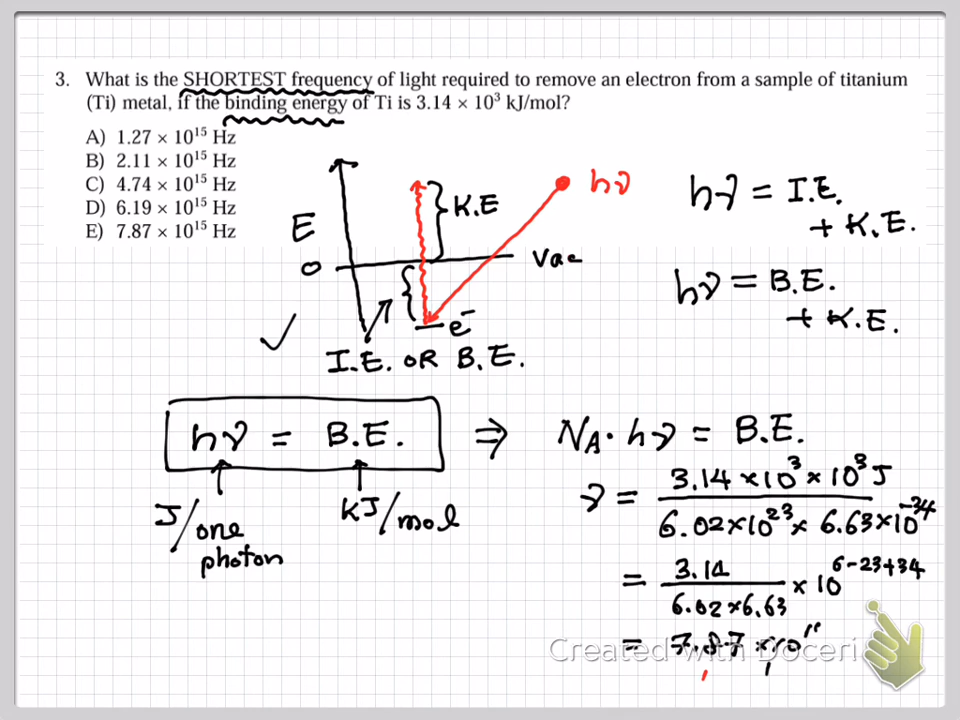 3. What is the SHORTEST frequency of light required to remove an electron from a sample of titanium
(Ti) metal, if the binding energy of Ti is 3.14 × 10³ kJ/mol?
A) 1.27 × 10¹⁵ Hz
B) 2.11 × 10¹⁵ Hz
C) 4.74 × 10¹⁵ Hz
D) 6.19 × 10¹⁵ Hz
E) 7.87 × 10¹⁵ Hz
E
O
K.E
hν
Vac
e⁻
I.E. OR B.E.
hν = I.E.
+ K.E.
hν = B.E.
+ K.E.
hν = B.E. ⇒ N_A · hν = B.E.
J/one photon
kJ/mol
ν = 3.14 × 10³ × 10³ J / 6.02 × 10²³ × 6.63 × 10⁻³⁴
= 3.14 / 6.02 × 6.63 × 10⁶⁻²³⁺³⁴
= 7.87 × 10
Created with Doceri